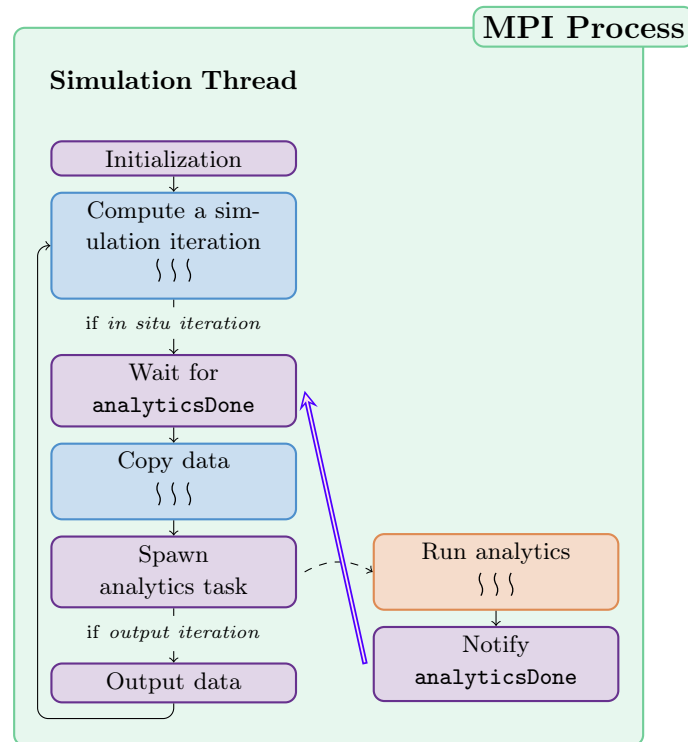 MPI Process
Simulation Thread
Initialization
Compute a sim-
ulation iteration
if in situ iteration
Wait for
analyticsDone
Copy data
Spawn
analytics task
Run analytics
if output iteration
Notify
analyticsDone
Output data